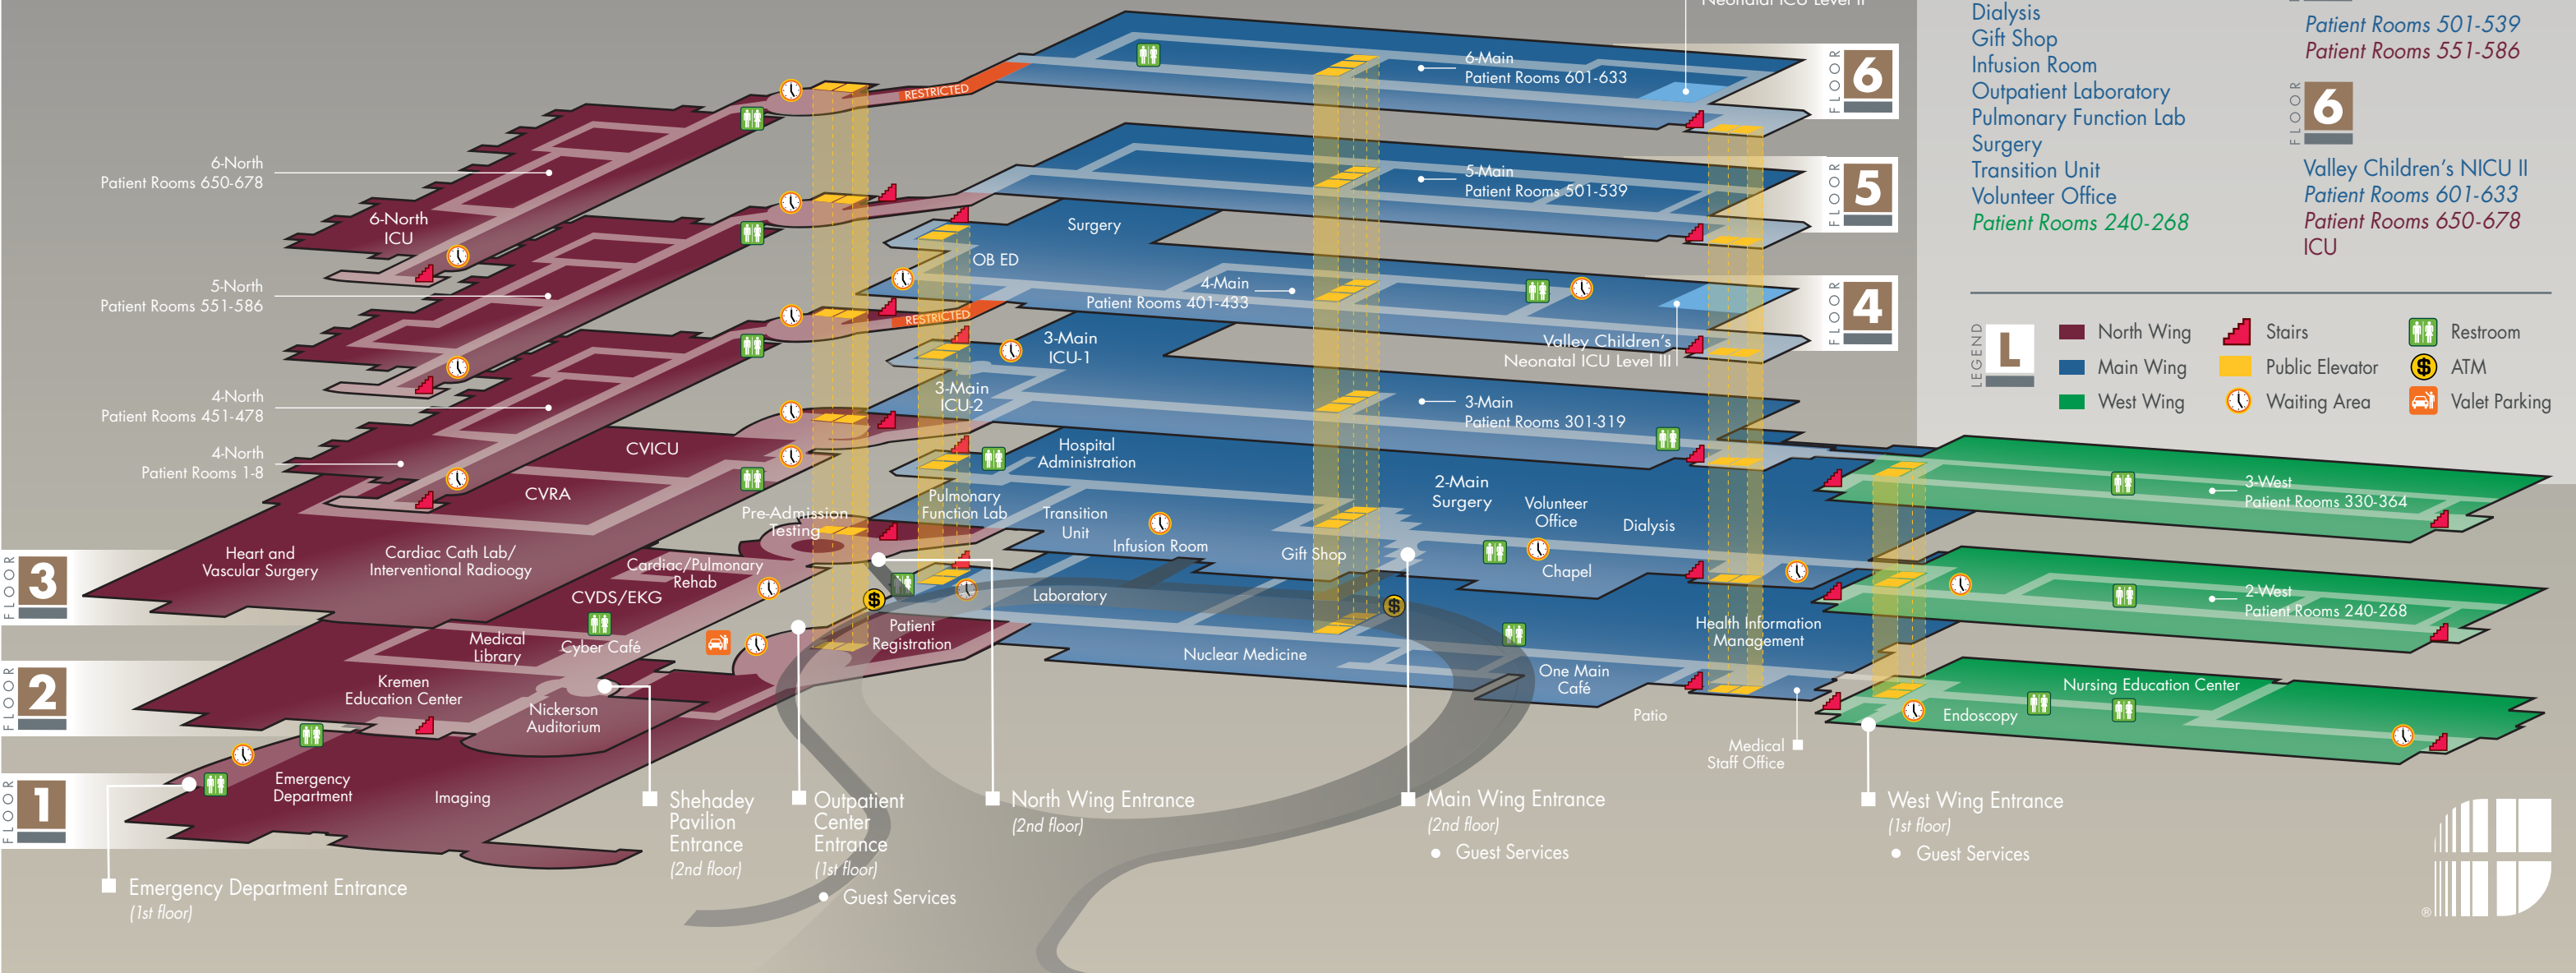 Neonatal ICU Level II
Dialysis
Gift Shop
Infusion Room
Outpatient Laboratory
Pulmonary Function Lab
Surgery
Transition Unit
Volunteer Office
Patient Rooms 240-268
Patient Rooms 501-539
Patient Rooms 551-586
FLOOR 6
Valley Children's NICU II
Patient Rooms 601-633
Patient Rooms 650-678
ICU
LEGEND
L
North Wing
Main Wing
West Wing
Stairs
Public Elevator
Waiting Area
Restroom
$ ATM
Valet Parking
FLOOR 6
6-Main
Patient Rooms 601-633
RESTRICTED
6-North
Patient Rooms 650-678
6-North
ICU
FLOOR 5
5-Main
Patient Rooms 501-539
5-North
Patient Rooms 551-586
FLOOR 4
Surgery
OB ED
4-Main
Patient Rooms 401-433
Valley Children's
Neonatal ICU Level III
RESTRICTED
4-North
Patient Rooms 451-478
4-North
Patient Rooms 1-8
3-Main
ICU-1
3-Main
ICU-2
3-Main
Patient Rooms 301-319
3-West
Patient Rooms 330-364
CVICU
CVRA
Heart and
Vascular Surgery
Cardiac Cath Lab/
Interventional Radioogy
FLOOR 3
Hospital
Administration
Pulmonary
Function Lab
Pre-Admission
Testing
Transition
Unit
Infusion Room
Gift Shop
2-Main
Surgery
Volunteer
Office
Dialysis
Chapel
2-West
Patient Rooms 240-268
Cardiac/Pulmonary
Rehab
CVDS/EKG
Cyber Café
Medical
Library
Kremen
Education Center
Nickerson
Auditorium
FLOOR 2
$
$
Laboratory
Patient
Registration
Nuclear Medicine
Health Information
Management
One Main
Café
Patio
Medical
Staff Office
Nursing Education Center
Endoscopy
Emergency
Department
Imaging
FLOOR 1
Emergency Department Entrance
(1st floor)
Shehadey
Pavilion
Entrance
(2nd floor)
Outpatient
Center
Entrance
(1st floor)
Guest Services
North Wing Entrance
(2nd floor)
Main Wing Entrance
(2nd floor)
Guest Services
West Wing Entrance
(1st floor)
Guest Services
®